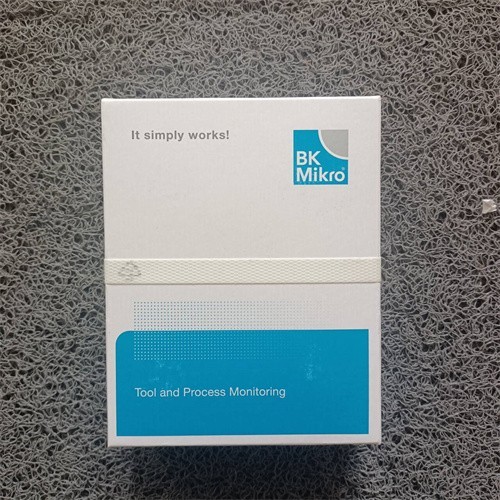 It simply works!
BK
Mikro®
Tool and Process Monitoring